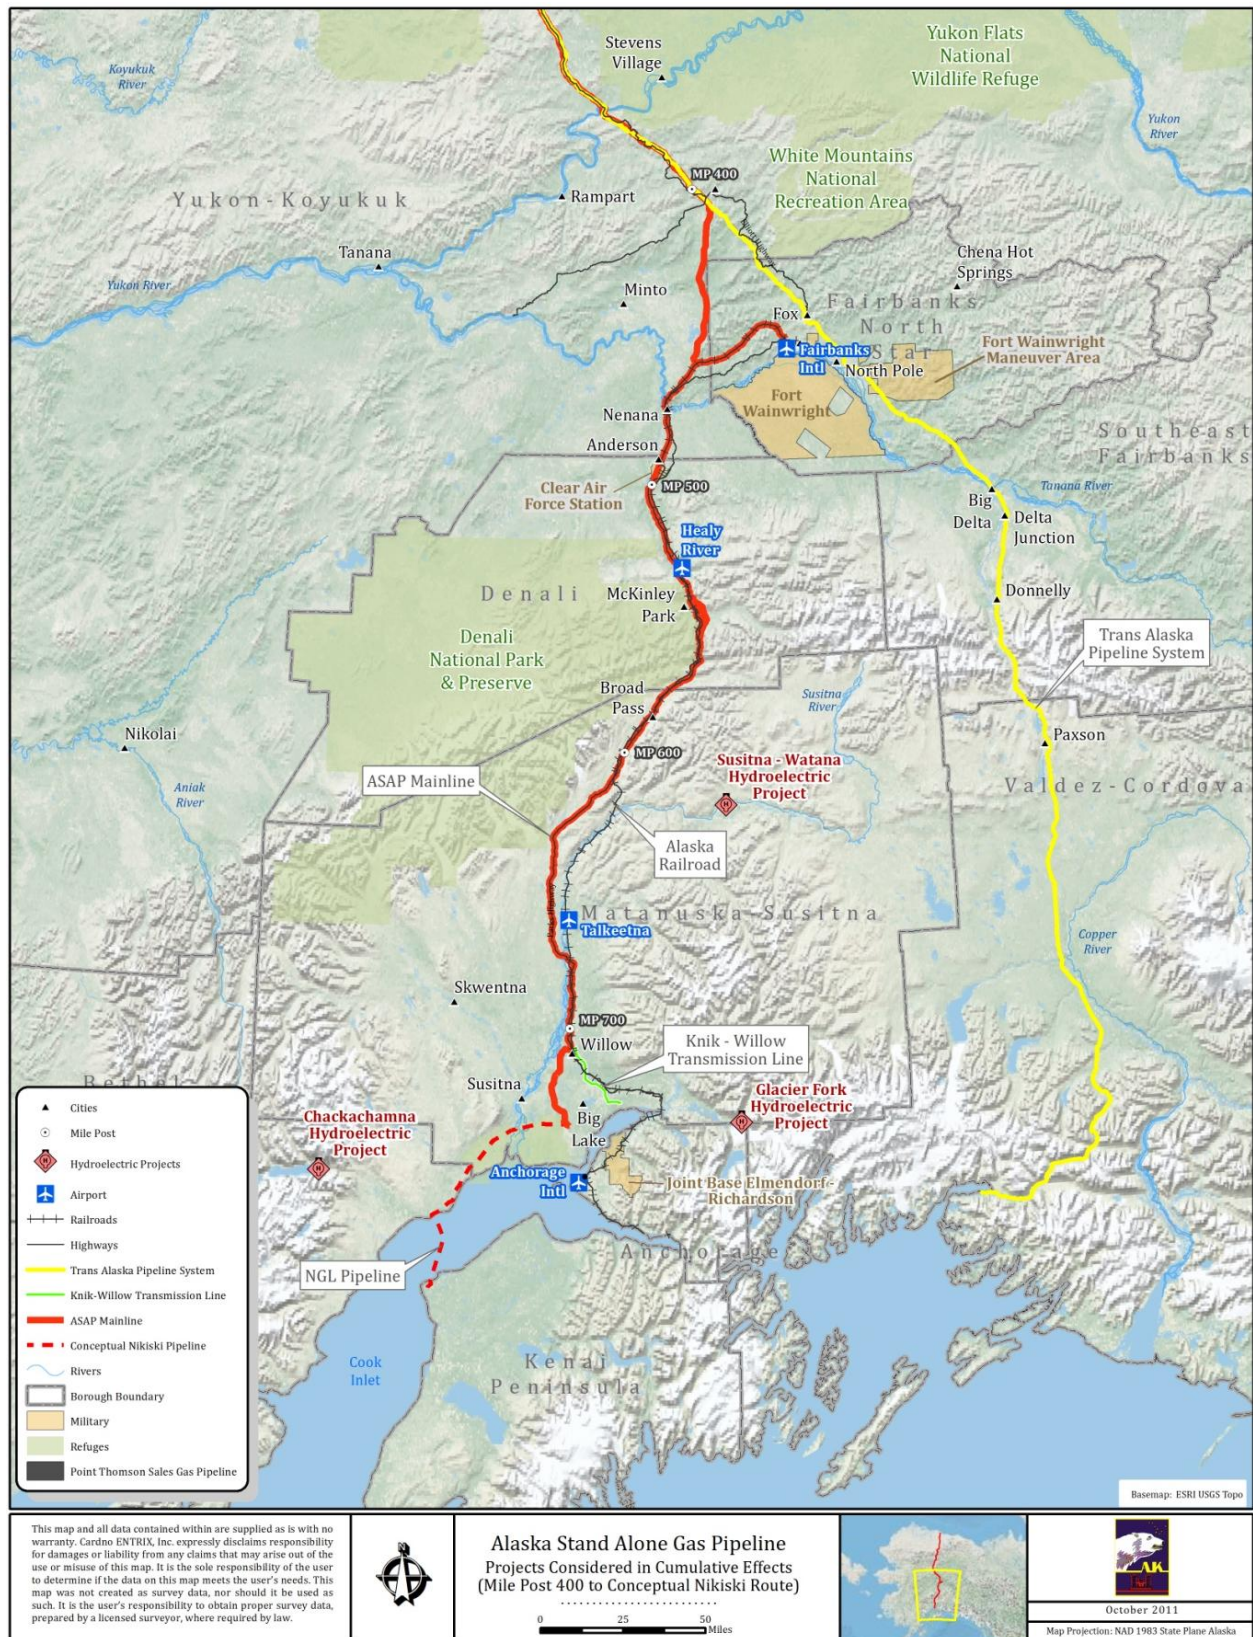 Stevens
Village
Yukon Flats
National
Wildlife Refuge
Koyukuk
River
Yukon
River
White Mountains
National
Recreation Area
MP 400
Yukon-Koyukuk
Rampart
Elliott Highway
Tanana
Chena Hot
Springs
Yukon River
Minto
Fox
Fairbanks
North
Star
Fort Wainwright
Maneuver Area
Fairbanks
Intl
North Pole
Fort
Wainwright
Nenana
Anderson
Southeast
Fairbanks
Clear Air
Force Station
MP 500
Tanana River
Big
Delta
Delta
Junction
Healy
River
Denali
McKinley
Park
Donnelly
Denali
National Park
& Preserve
Trans Alaska
Pipeline System
Broad
Pass
Susitna
River
Nikolai
Paxson
MP 600
Susitna - Watana
Hydroelectric
Project
ASAP Mainline
Aniak
River
Valdez-Cordova
Alaska
Railroad
Parks Highway
Matanuska-Susitna
Talkeetna
Copper
River
Skwentna
MP 700
Willow
Knik - Willow
Transmission Line
Bethel
Susitna
Big
Lake
Glacier Fork
Hydroelectric
Project
Chackachamna
Hydroelectric
Project
Anchorage
Intl
Joint Base Elmendorf-
Richardson
Anchorage
NGL Pipeline
Cook
Inlet
Kenai
Peninsula
Cities
Mile Post
Hydroelectric Projects
Airport
Railroads
Highways
Trans Alaska Pipeline System
Knik-Willow Transmission Line
ASAP Mainline
Conceptual Nikiski Pipeline
Rivers
Borough Boundary
Military
Refuges
Point Thomson Sales Gas Pipeline
Basemap: ESRI USGS Topo
This map and all data contained within are supplied as is with no
warranty. Cardno ENTRIX, Inc. expressly disclaims responsibility
for damages or liability from any claims that may arise out of the
use or misuse of this map. It is the sole responsibility of the user
to determine if the data on this map meets the user's needs. This
map was not created as survey data, nor should it be used as
such. It is the user's responsibility to obtain proper survey data,
prepared by a licensed surveyor, where required by law.
Alaska Stand Alone Gas Pipeline
Projects Considered in Cumulative Effects
(Mile Post 400 to Conceptual Nikiski Route)
0 25 50
Miles
AK
October 2011
Map Projection: NAD 1983 State Plane Alaska